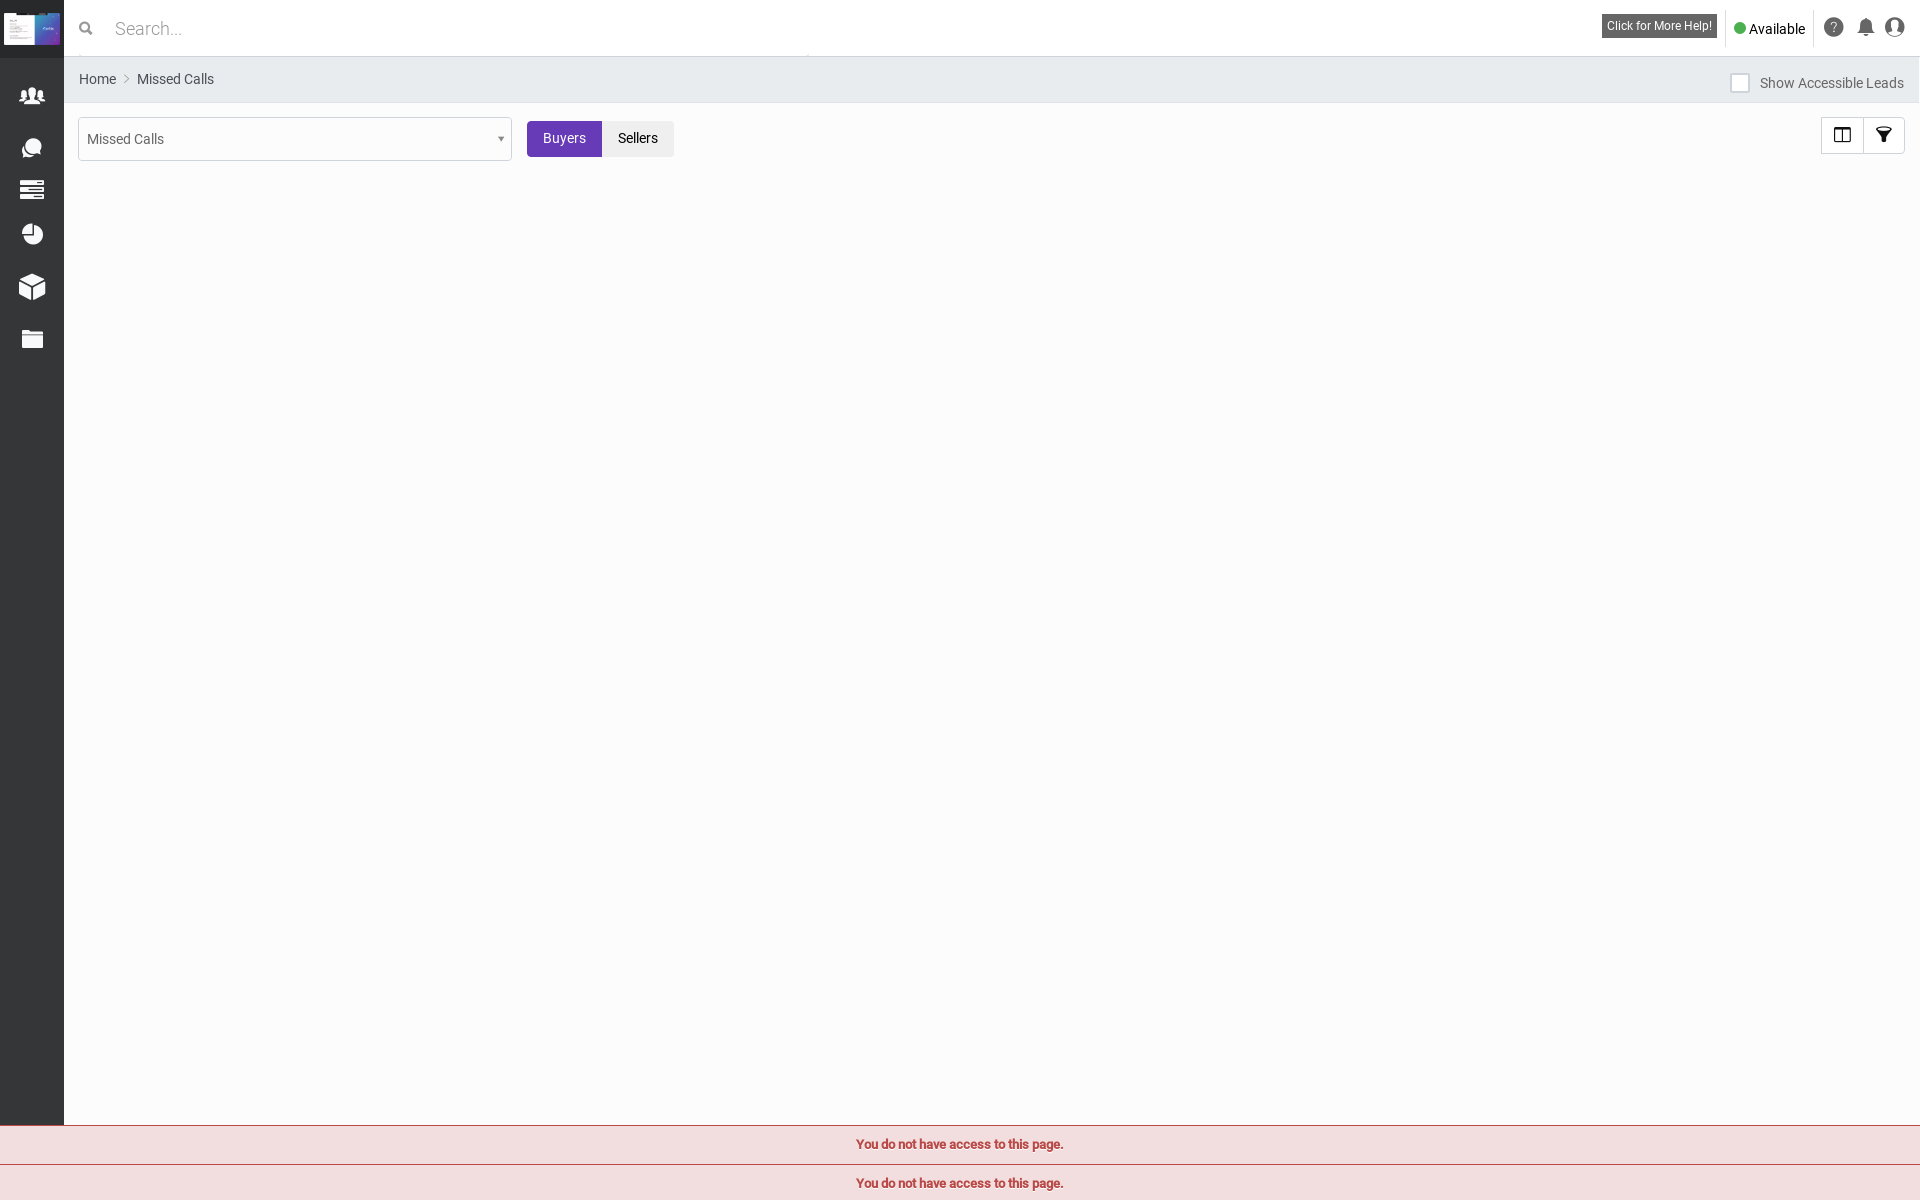 Search...
Click for More Help!
Available
Home
Missed Calls
Show Accessible Leads
Missed Calls
Buyers
Sellers
You do not have access to this page.
You do not have access to this page.